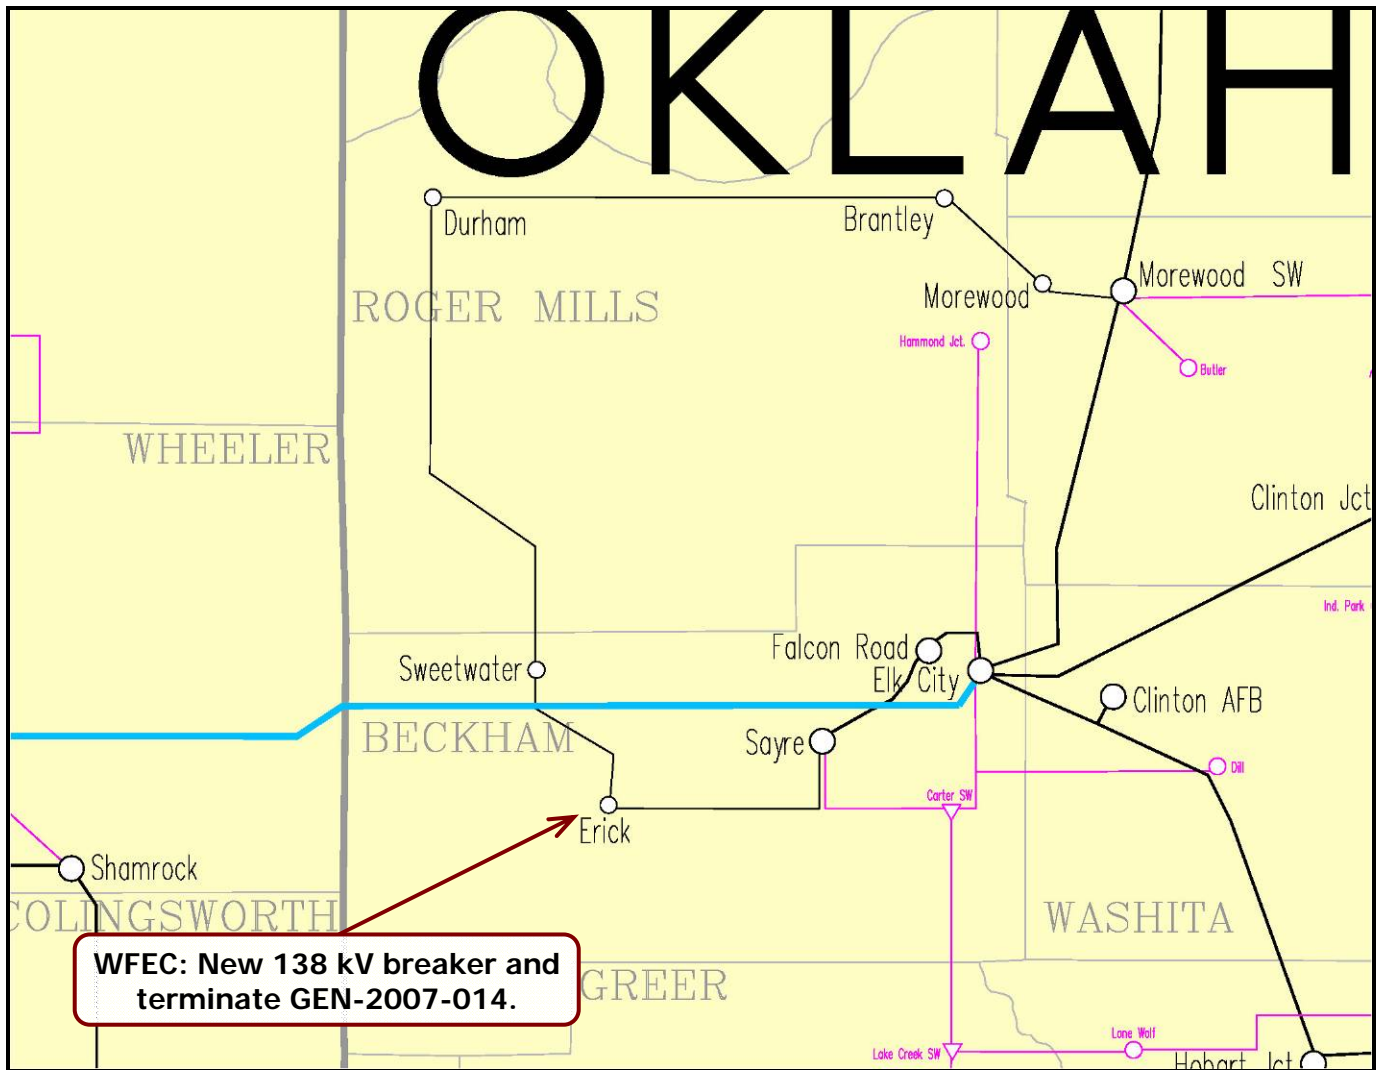 OKLAH
Durham
Brantley
ROGER MILLS
Morewood
Morewood SW
Hammond Jct.
Butler
WHEELER
Clinton Jct
Ind. Park
Falcon Road
Sweetwater
Elk City
Clinton AFB
BECKHAM
Sayre
Dill
Carter SW
Erick
Shamrock
COLINGSWORTH
WASHITA
WFEC: New 138 kV breaker and
terminate GEN-2007-014.
GREER
Lone Wolf
Lake Creek SW
Hobart Jct